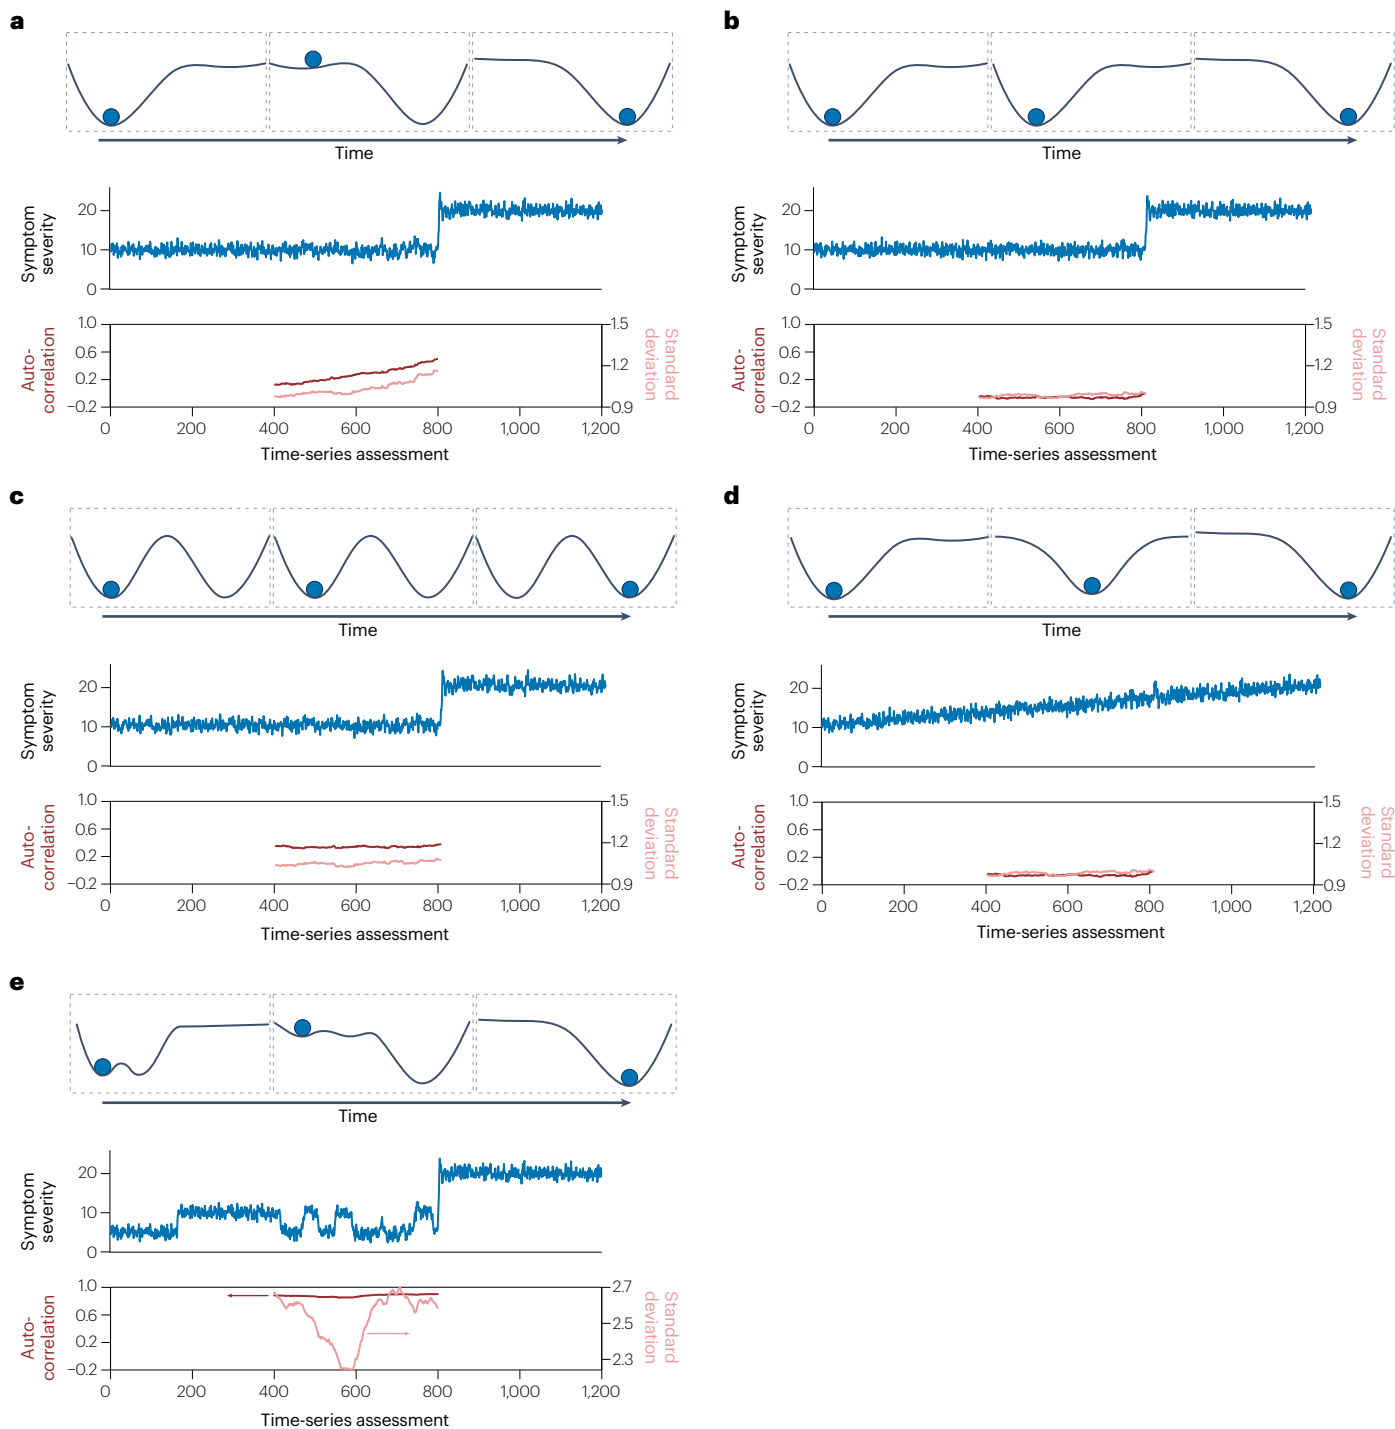 a
Time
Symptom
severity
20
10
0
Auto-
correlation
1.0
0.6
0.2
−0.2
1.5
1.2
0.9
Standard
deviation
0 200 400 600 800 1,000 1,200
Time-series assessment
b
Time
Symptom
severity
20
10
0
Auto-
correlation
1.0
0.6
0.2
−0.2
1.5
1.2
0.9
Standard
deviation
0 200 400 600 800 1,000 1,200
Time-series assessment
c
Time
Symptom
severity
20
10
0
Auto-
correlation
1.0
0.6
0.2
−0.2
1.5
1.2
0.9
Standard
deviation
0 200 400 600 800 1,000 1,200
Time-series assessment
d
Time
Symptom
severity
20
10
0
Auto-
correlation
1.0
0.6
0.2
−0.2
1.5
1.2
0.9
Standard
deviation
0 200 400 600 800 1,000 1,200
Time-series assessment
e
Time
Symptom
severity
20
10
0
Auto-
correlation
1.0
0.6
0.2
−0.2
2.7
2.5
2.3
Standard
deviation
0 200 400 600 800 1,000 1,200
Time-series assessment